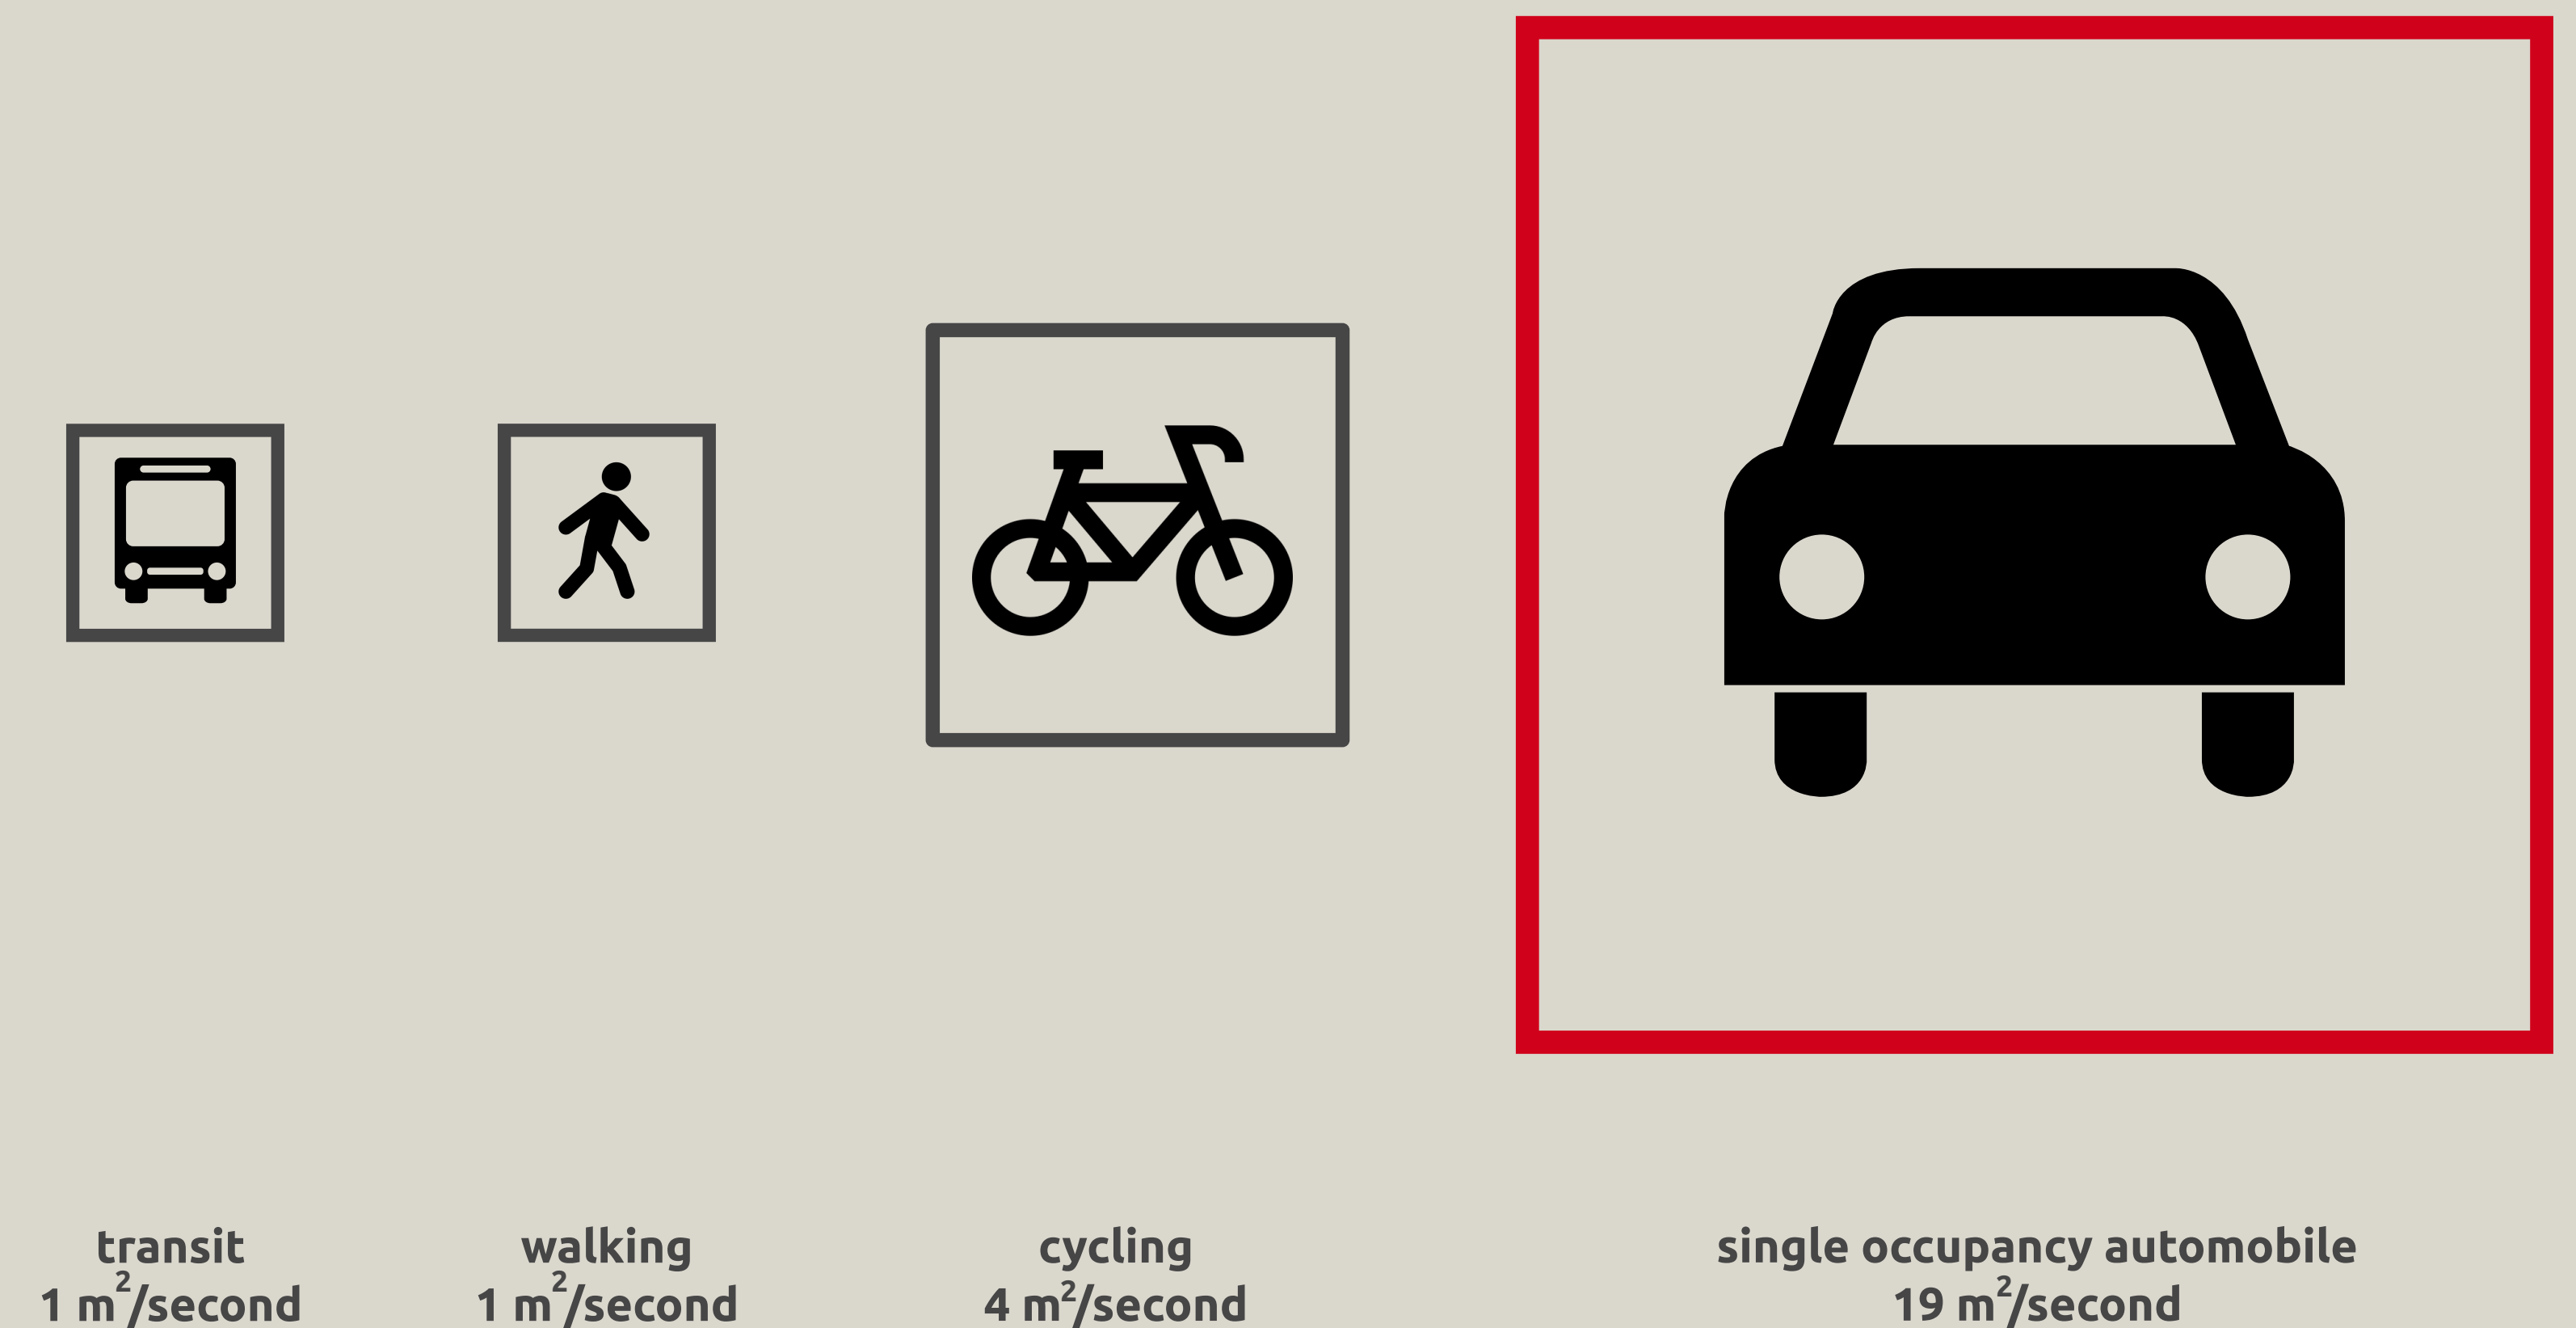 transit
1 m²/second
walking
1 m²/second
cycling
4 m²/second
single occupancy automobile
19 m²/second